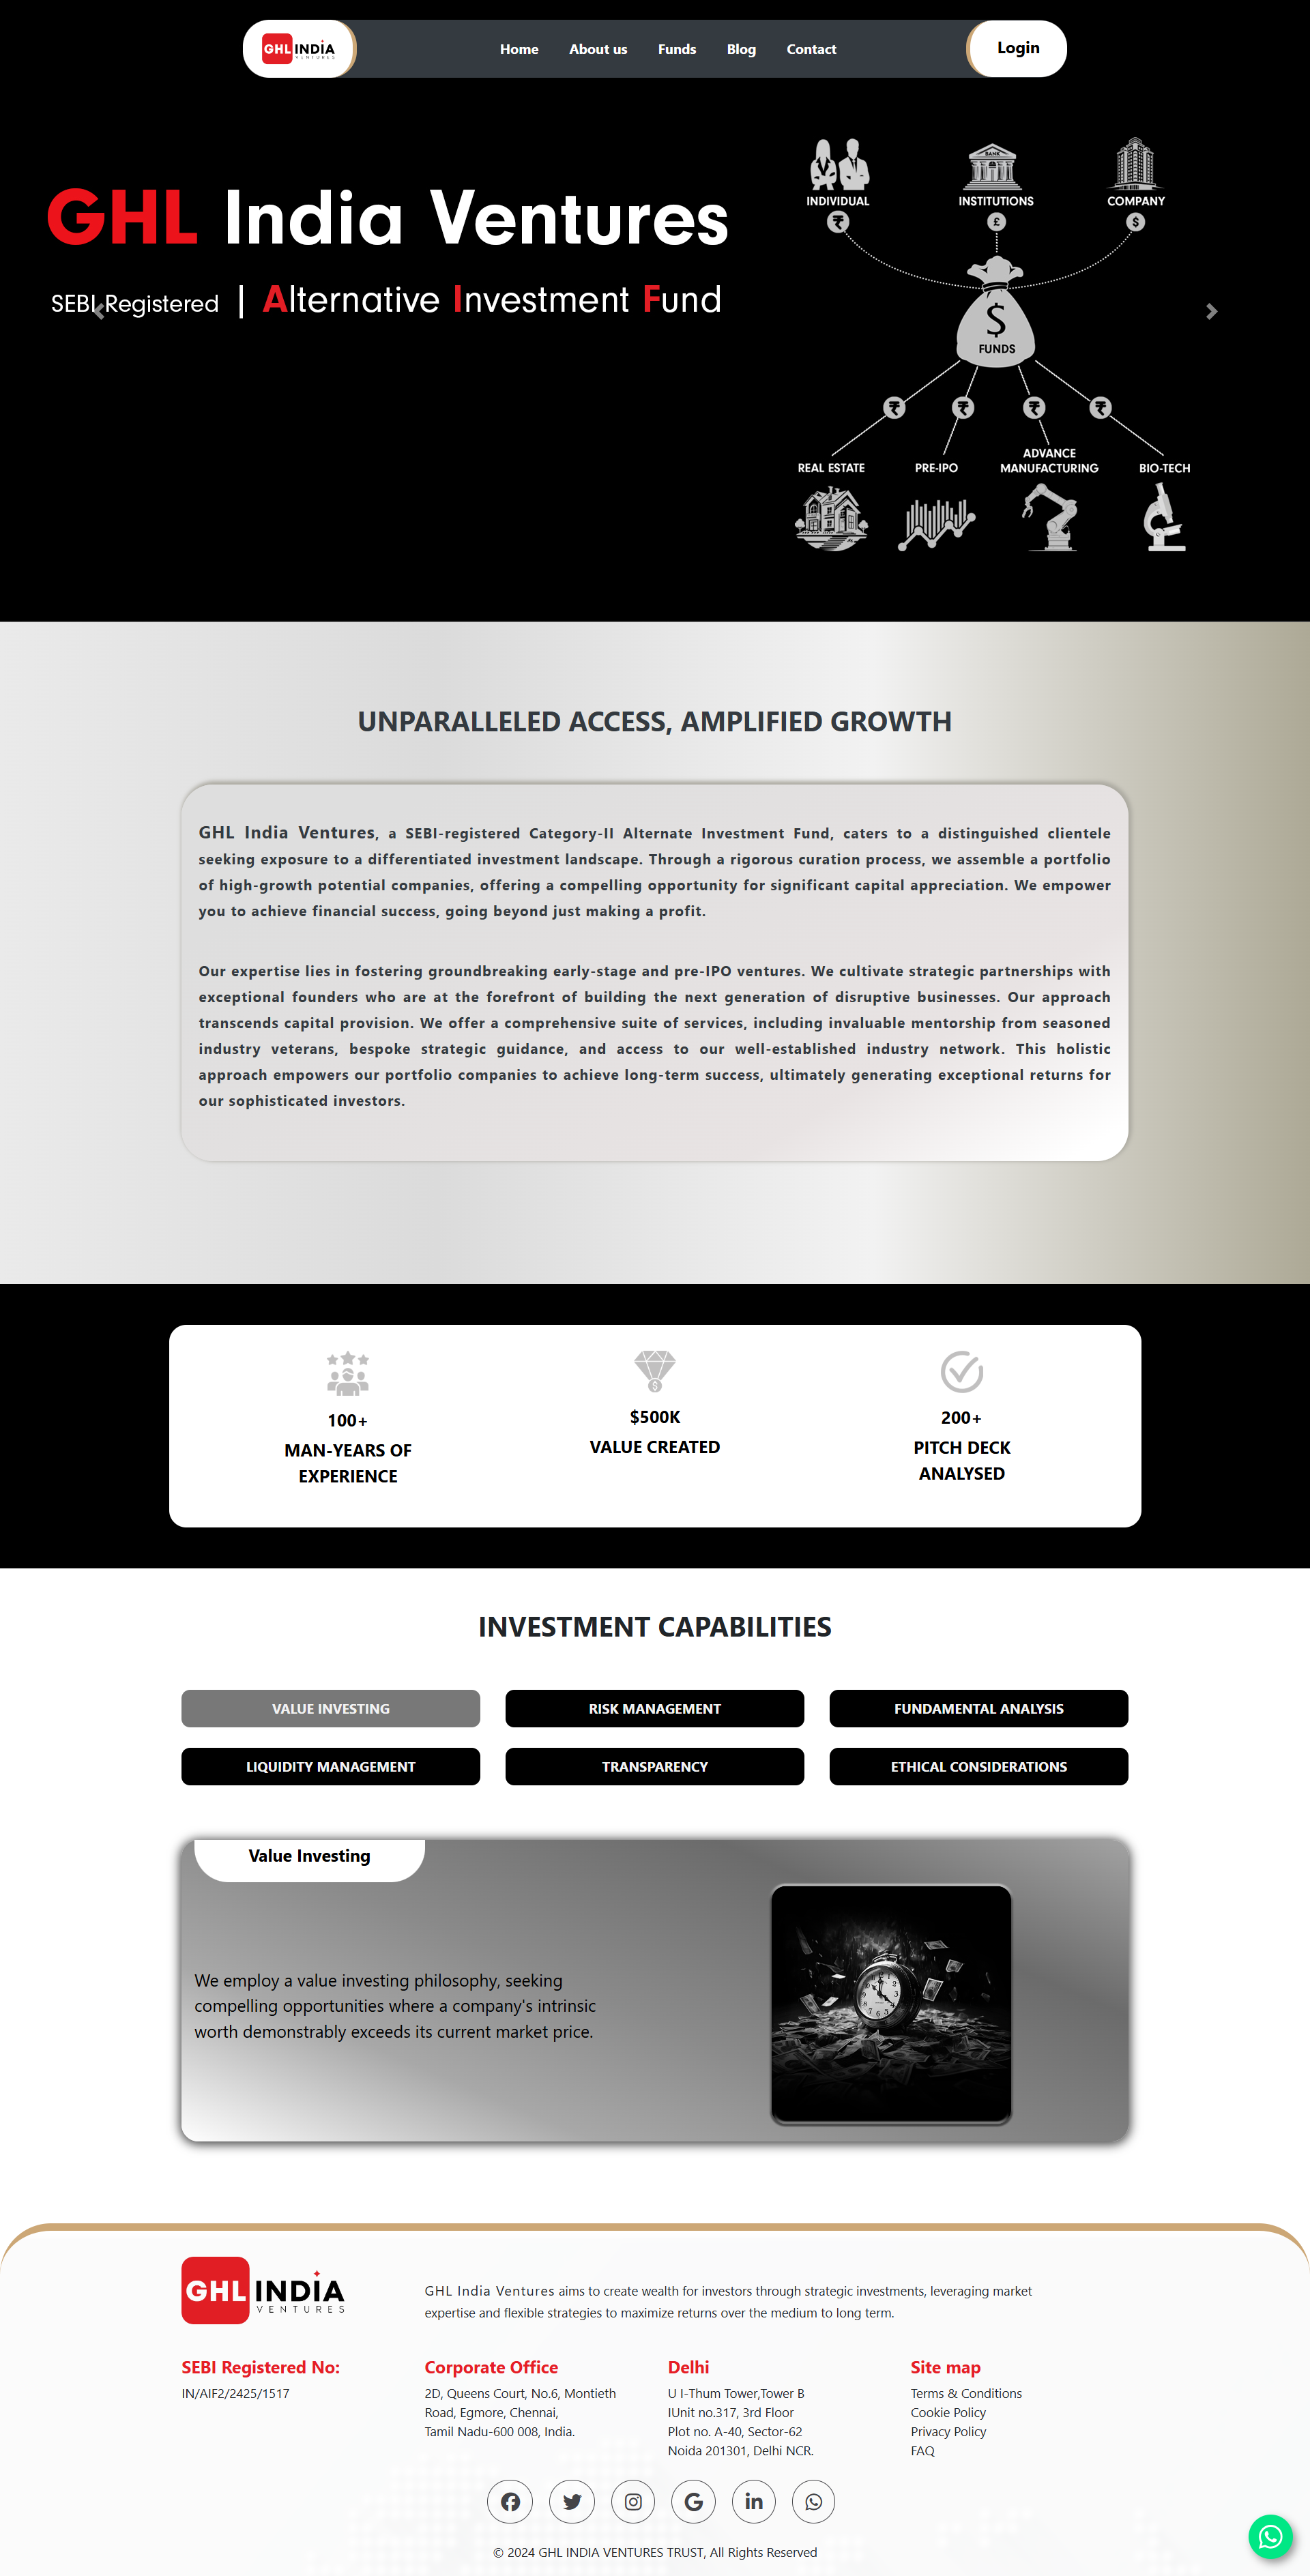 GHL INDIA
VENTURES
Home
About us
Funds
Blog
Contact
Login
GHL India Ventures
SEBI Registered | Alternative Investment Fund
INDIVIDUAL
INSTITUTIONS
COMPANY
BANK
₹
£
$
$
FUNDS
₹
₹
₹
₹
REAL ESTATE
PRE-IPO
ADVANCE
MANUFACTURING
BIO-TECH
UNPARALLELED ACCESS, AMPLIFIED GROWTH
GHL India Ventures, a SEBI-registered Category-II Alternate Investment Fund, caters to a distinguished clientele
seeking exposure to a differentiated investment landscape. Through a rigorous curation process, we assemble a portfolio
of high-growth potential companies, offering a compelling opportunity for significant capital appreciation. We empower
you to achieve financial success, going beyond just making a profit.
Our expertise lies in fostering groundbreaking early-stage and pre-IPO ventures. We cultivate strategic partnerships with
exceptional founders who are at the forefront of building the next generation of disruptive businesses. Our approach
transcends capital provision. We offer a comprehensive suite of services, including invaluable mentorship from seasoned
industry veterans, bespoke strategic guidance, and access to our well-established industry network. This holistic
approach empowers our portfolio companies to achieve long-term success, ultimately generating exceptional returns for
our sophisticated investors.
100+
MAN-YEARS OF
EXPERIENCE
$
$500K
VALUE CREATED
200+
PITCH DECK
ANALYSED
INVESTMENT CAPABILITIES
VALUE INVESTING
RISK MANAGEMENT
FUNDAMENTAL ANALYSIS
LIQUIDITY MANAGEMENT
TRANSPARENCY
ETHICAL CONSIDERATIONS
Value Investing
We employ a value investing philosophy, seeking
compelling opportunities where a company's intrinsic
worth demonstrably exceeds its current market price.
GHL INDIA
VENTURES
GHL India Ventures aims to create wealth for investors through strategic investments, leveraging market
expertise and flexible strategies to maximize returns over the medium to long term.
SEBI Registered No:
IN/AIF2/2425/1517
Corporate Office
2D, Queens Court, No.6, Montieth
Road, Egmore, Chennai,
Tamil Nadu-600 008, India.
Delhi
U I-Thum Tower,Tower B
IUnit no.317, 3rd Floor
Plot no. A-40, Sector-62
Noida 201301, Delhi NCR.
Site map
Terms & Conditions
Cookie Policy
Privacy Policy
FAQ
© 2024 GHL INDIA VENTURES TRUST, All Rights Reserved